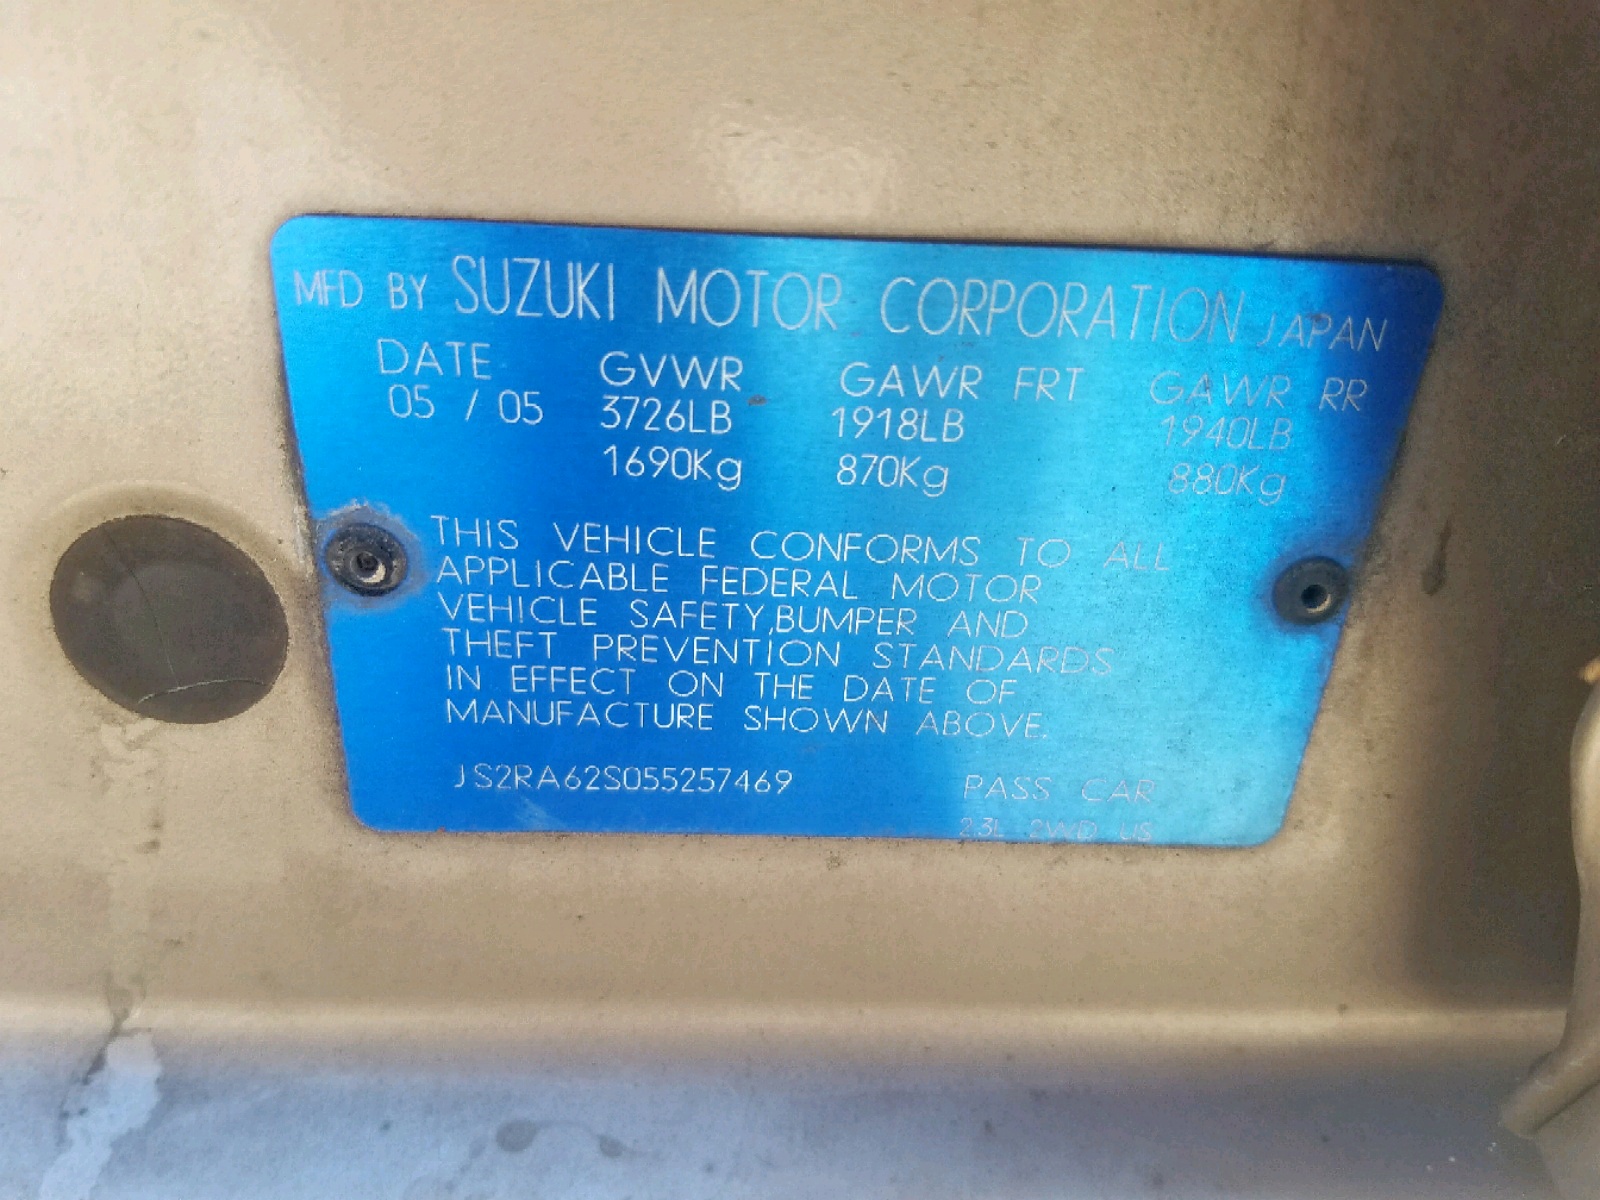 MFD BY SUZUKI MOTOR CORPORATION JAPAN
DATE GVWR GAWR FRT GAWR RR
05 / 05 3726LB 1918LB 1940LB
1690Kg 870Kg 880Kg
THIS VEHICLE CONFORMS TO ALL
APPLICABLE FEDERAL MOTOR
VEHICLE SAFETY,BUMPER AND
THEFT PREVENTION STANDARDS
IN EFFECT ON THE DATE OF
MANUFACTURE SHOWN ABOVE.
JS2RA62S055257469 PASS CAR
2.3L 2WD US